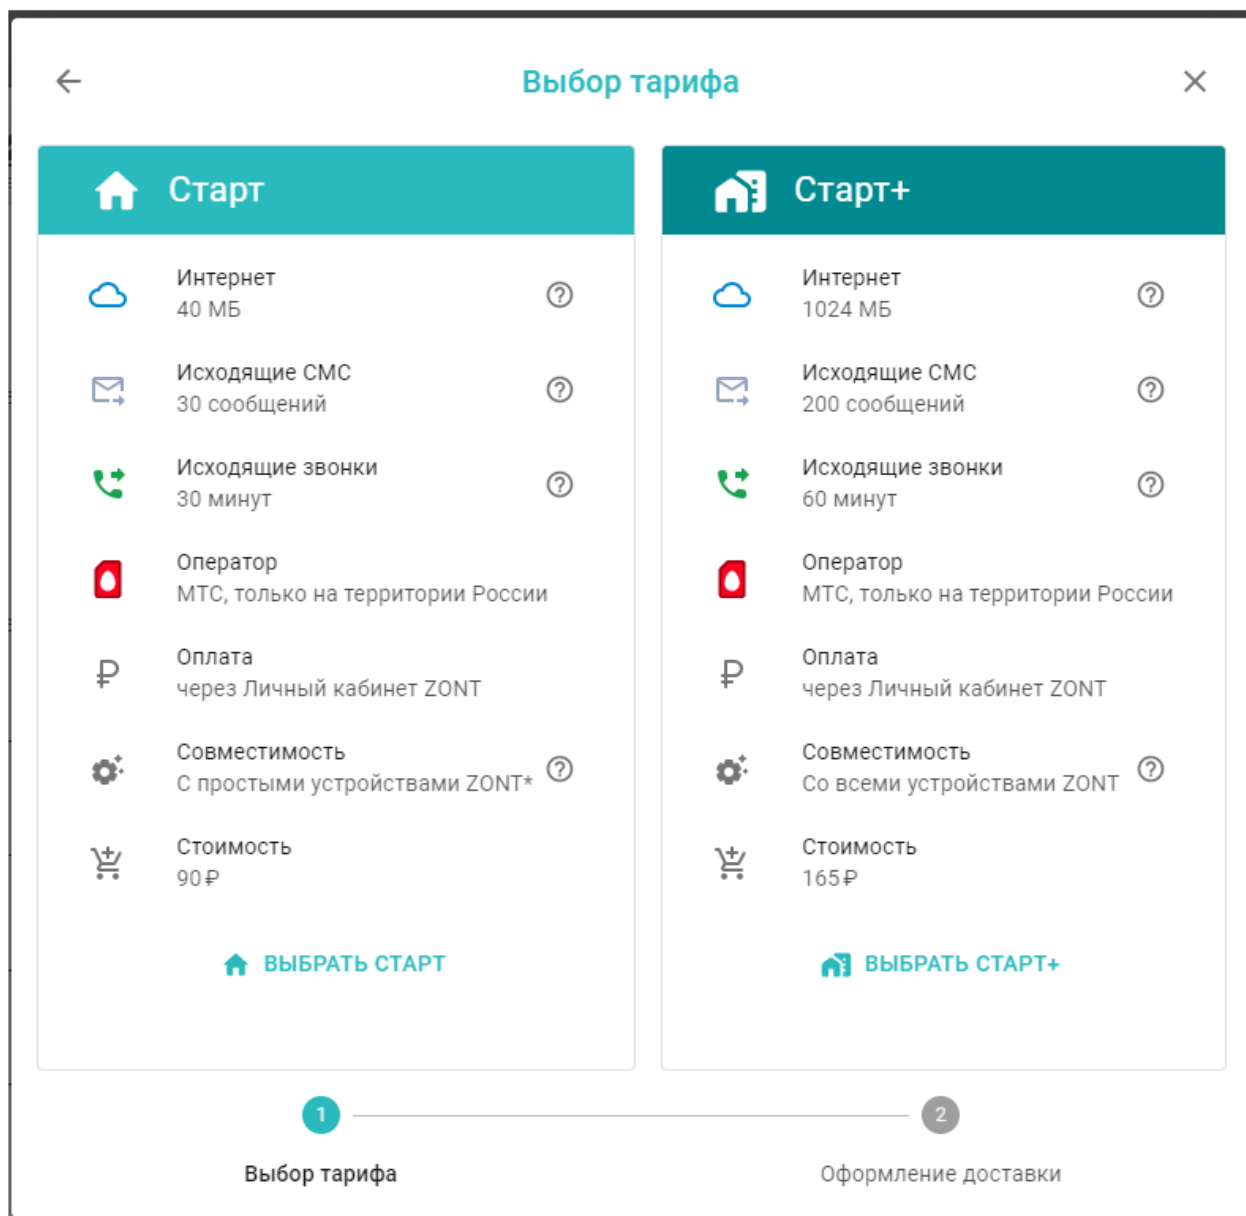 Выбор тарифа
Старт
Интернет
40 МБ
Исходящие СМС
30 сообщений
Исходящие звонки
30 минут
Оператор
МТС, только на территории России
Оплата
через Личный кабинет ZONT
Совместимость
С простыми устройствами ZONT*
Стоимость
90 ₽
ВЫБРАТЬ СТАРТ
Старт+
Интернет
1024 МБ
Исходящие СМС
200 сообщений
Исходящие звонки
60 минут
Оператор
МТС, только на территории России
Оплата
через Личный кабинет ZONT
Совместимость
Со всеми устройствами ZONT
Стоимость
165 ₽
ВЫБРАТЬ СТАРТ+
1
Выбор тарифа
2
Оформление доставки